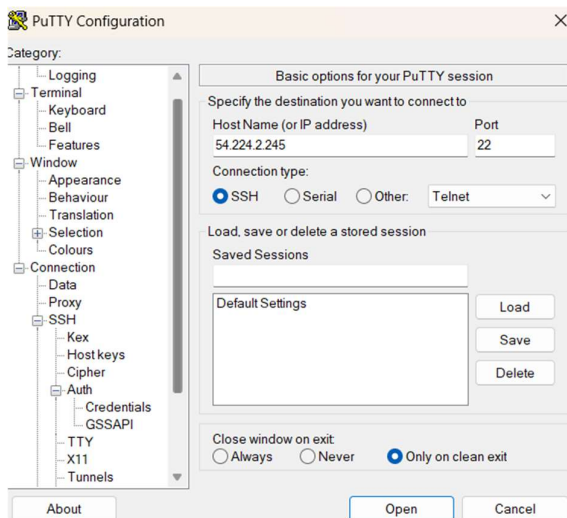 PuTTY Configuration
Category:
Logging
Terminal
Keyboard
Bell
Features
Window
Appearance
Behaviour
Translation
Selection
Colours
Connection
Data
Proxy
SSH
Kex
Host keys
Cipher
Auth
Credentials
GSSAPI
TTY
X11
Tunnels
Basic options for your PuTTY session
Specify the destination you want to connect to
Host Name (or IP address) Port
54.224.2.245 22
Connection type:
SSH Serial Other: Telnet
Load, save or delete a stored session
Saved Sessions
Default Settings
Load
Save
Delete
Close window on exit:
Always Never Only on clean exit
About Open Cancel